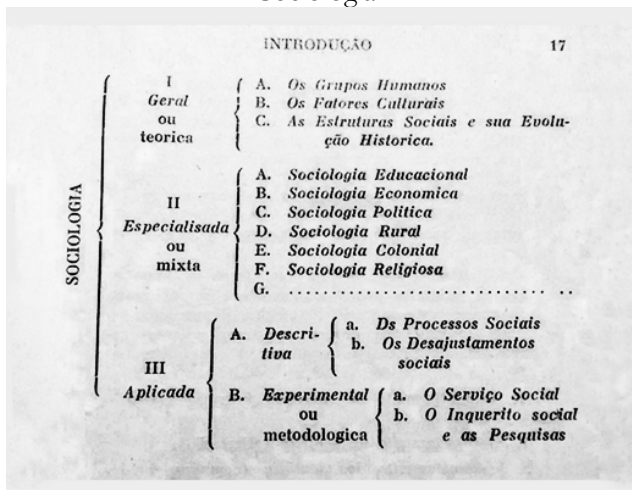 INTRODUÇÃO 17
SOCIOLOGIA
I
Geral
ou
teorica
A. Os Grupos Humanos
B. Os Fatores Culturais
C. As Estruturas Sociais e sua Evolu-
ção Historica.
II
Especialisada
ou
mixta
A. Sociologia Educacional
B. Sociologia Economica
C. Sociologia Politica
D. Sociologia Rural
E. Sociologia Colonial
F. Sociologia Religiosa
G. ..............................
III
Aplicada
A. Descri-
tiva
a. Ds Processos Sociais
b. Os Desajustamentos
sociais
B. Experimental
ou
metodologica
a. O Serviço Social
b. O Inquerito social
e as Pesquisas